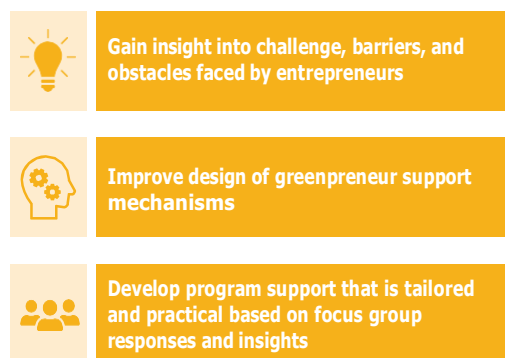 Gain insight into challenge, barriers, and
obstacles faced by entrepreneurs
Improve design of greenpreneur support
mechanisms
Develop program support that is tailored
and practical based on focus group
responses and insights